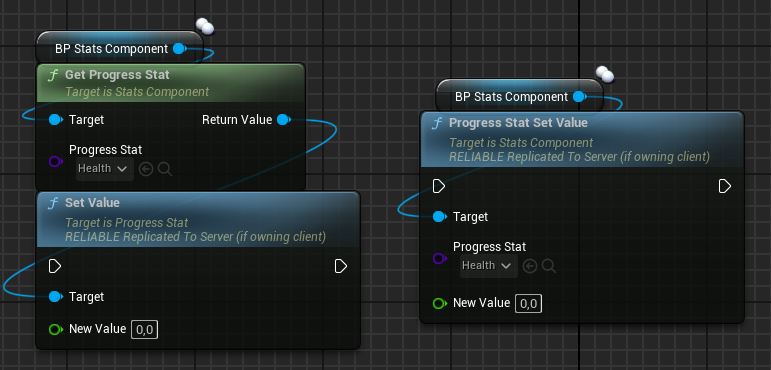 BP Stats Component
Get Progress Stat
Target is Stats Component
Target Return Value
Progress Stat
Health
Set Value
Target is Progress Stat
RELIABLE Replicated To Server (if owning client)
Target
New Value 0,0
BP Stats Component
Progress Stat Set Value
Target is Stats Component
RELIABLE Replicated To Server (if owning client)
Target
Progress Stat
Health
New Value 0,0